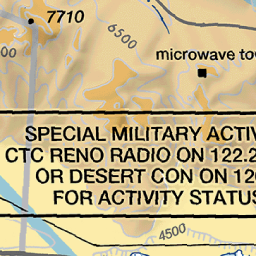 7710
6500
microwave to
SPECIAL MILITARY ACTIV
CTC RENO RADIO ON 122.2
OR DESERT CON ON 12
FOR ACTIVITY STATUS
4500